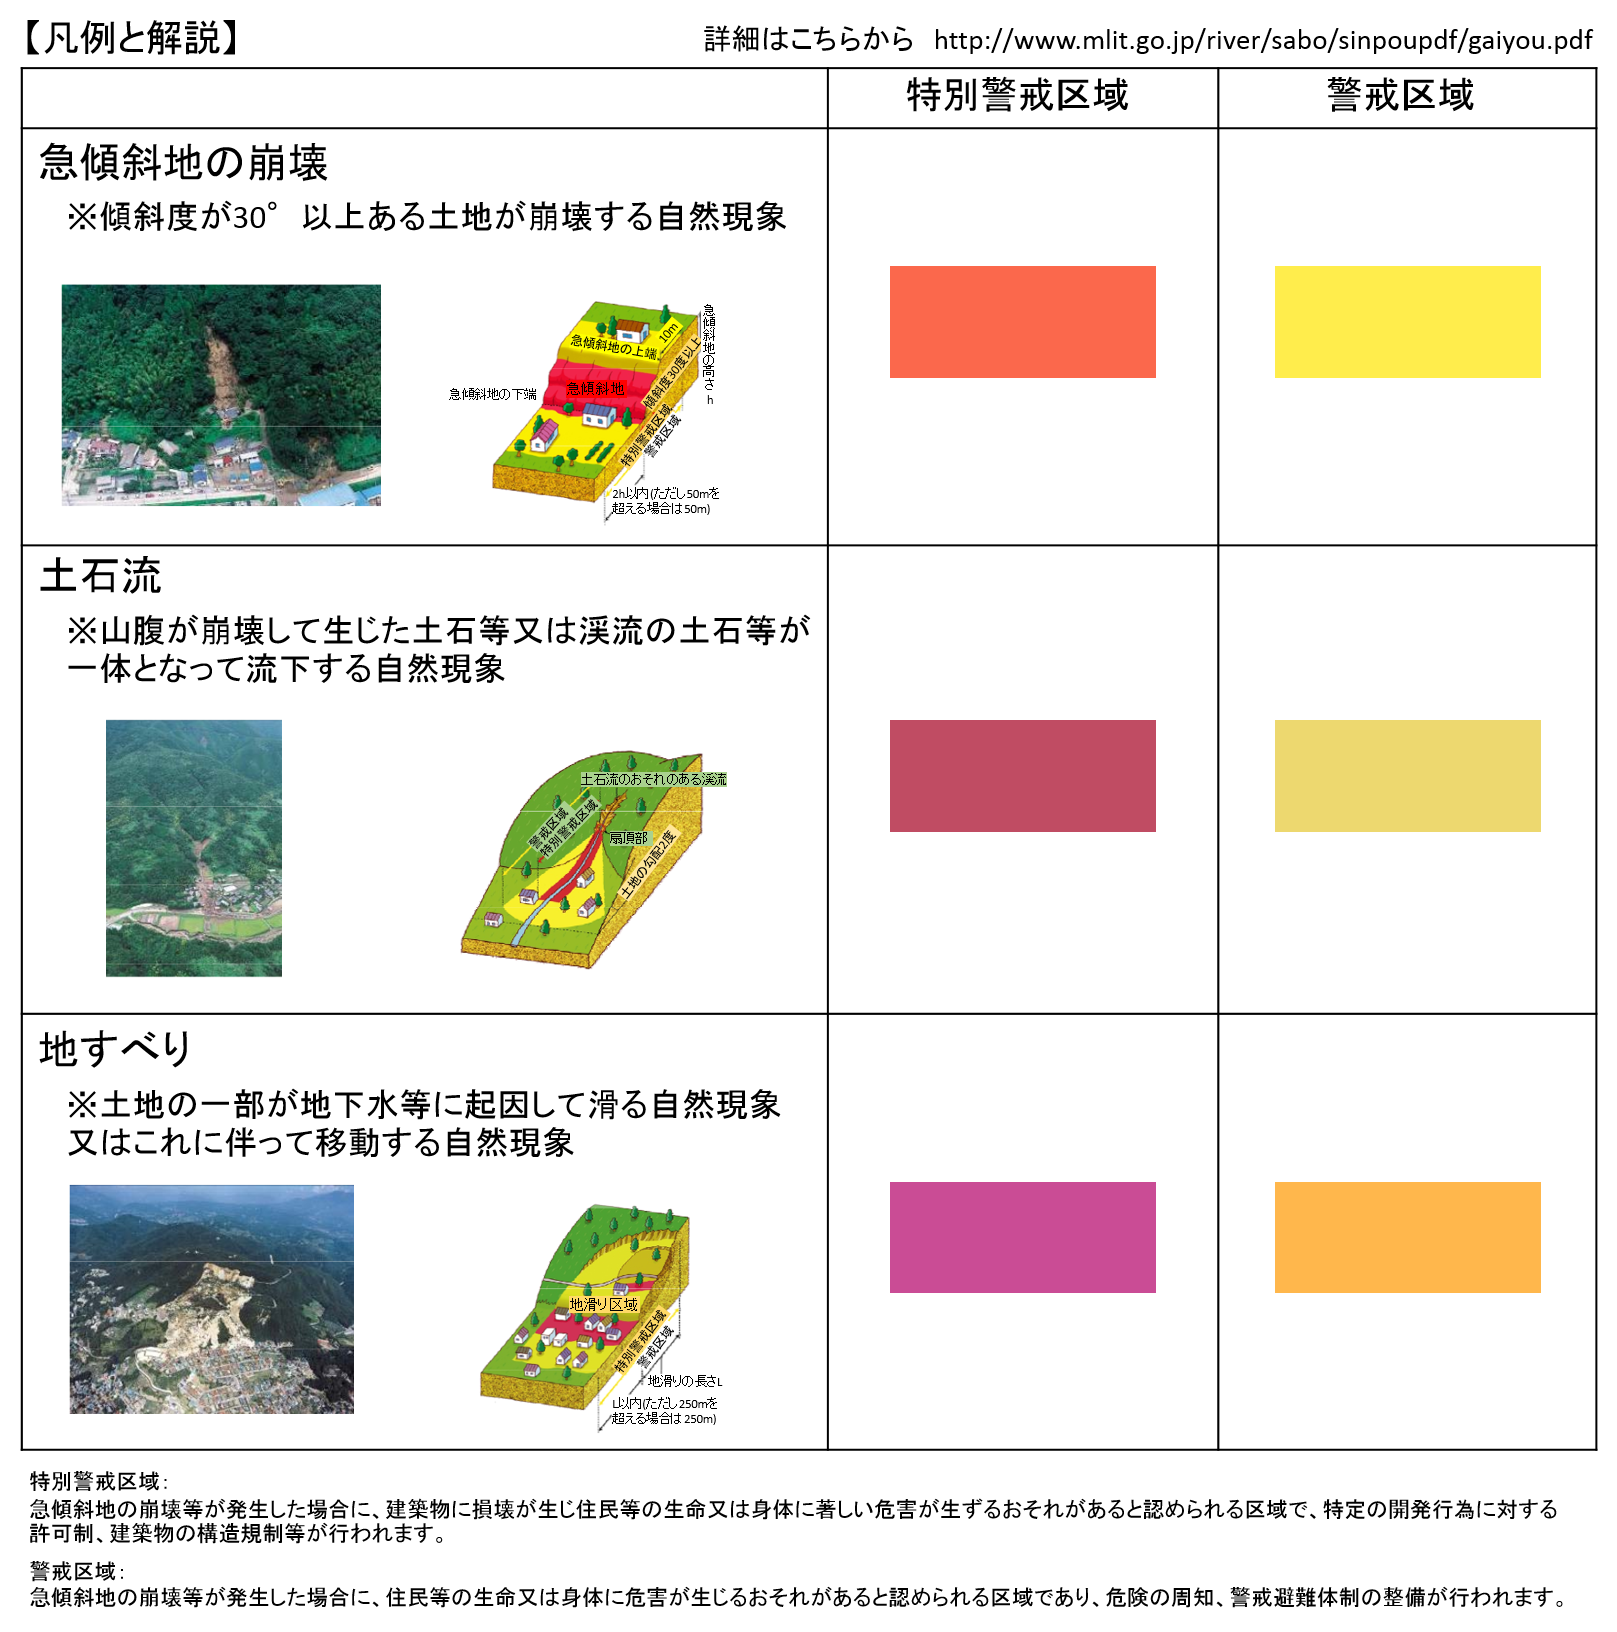 【凡例と解説】
詳細はこちらから　http://www.mlit.go.jp/river/sabo/sinpoupdf/gaiyou.pdf
特別警戒区域
警戒区域
急傾斜地の崩壊
※傾斜度が30°以上ある土地が崩壊する自然現象
急傾斜地の上端
10m
急傾斜地の高さ
h
傾斜度30度以上
急傾斜地の下端
急傾斜地
特別警戒区域
警戒区域
2h以内(ただし50mを
超える場合は50m)
土石流
※山腹が崩壊して生じた土石等又は渓流の土石等が
一体となって流下する自然現象
土石流のおそれのある渓流
警戒区域
特別警戒区域
扇頂部
土地の勾配2度
地すべり
※土地の一部が地下水等に起因して滑る自然現象
又はこれに伴って移動する自然現象
地滑り区域
特別警戒区域
警戒区域
地滑りの長さL
L以内(ただし250mを
超える場合は250m)
特別警戒区域：
急傾斜地の崩壊等が発生した場合に、建築物に損壊が生じ住民等の生命又は身体に著しい危害が生ずるおそれがあると認められる区域で、特定の開発行為に対する
許可制、建築物の構造規制等が行われます。
警戒区域：
急傾斜地の崩壊等が発生した場合に、住民等の生命又は身体に危害が生じるおそれがあると認められる区域であり、危険の周知、警戒避難体制の整備が行われます。